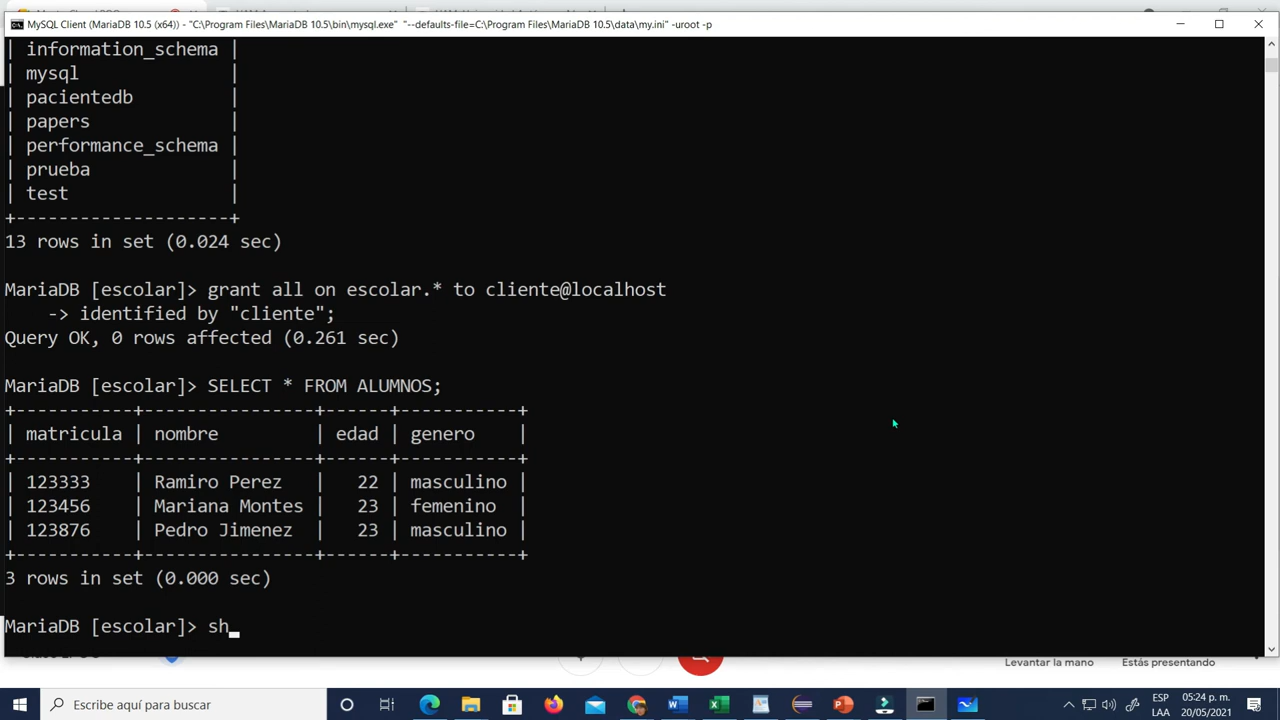 MySQL Client (MariaDB 10.5 (x64)) - "C:\Program Files\MariaDB 10.5\bin\mysql.exe" "--defaults-file=C:\Program Files\MariaDB 10.5\data\my.ini" -uroot -p
| information_schema |
| mysql |
| pacientedb |
| papers |
| performance_schema |
| prueba |
| test |
+--------------------+
13 rows in set (0.024 sec)
MariaDB [escolar]> grant all on escolar.* to cliente@localhost
-> identified by "cliente";
Query OK, 0 rows affected (0.261 sec)
MariaDB [escolar]> SELECT * FROM ALUMNOS;
+-----------+----------------+------+-----------+
| matricula | nombre | edad | genero |
+-----------+----------------+------+-----------+
| 123333 | Ramiro Perez | 22 | masculino |
| 123456 | Mariana Montes | 23 | femenino |
| 123876 | Pedro Jimenez | 23 | masculino |
+-----------+----------------+------+-----------+
3 rows in set (0.000 sec)
MariaDB [escolar]> sh_
Levantar la mano
Estás presentando
Escribe aquí para buscar
ESP
LAA
05:24 p. m.
20/05/2021